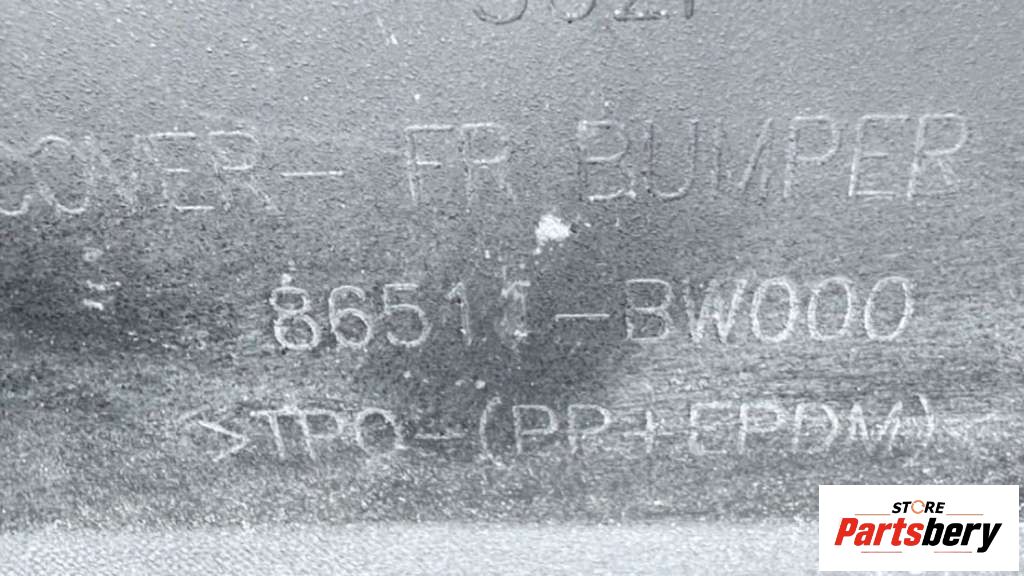 COVER-FR BUMPER
86511-BW000
>TPO-(PP+EPDM)<
STORE
Partsbery